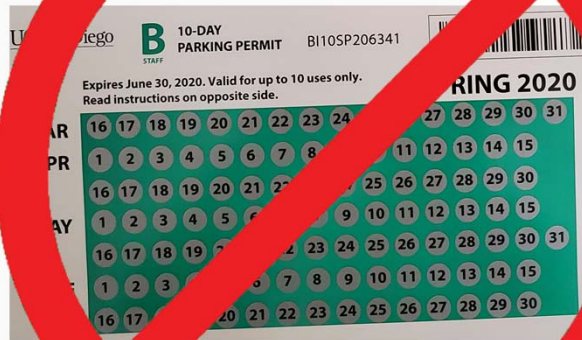 B
STAFF
10-DAY
PARKING PERMIT BI10SP206341
Expires June 30, 2020. Valid for up to 10 uses only.
Read instructions on opposite side.
RING 2020
AR 16 17 18 19 20 21 22 23 24 27 28 29 30 31
PR 1 2 3 4 5 6 7 8 11 12 13 14 15
16 17 18 19 20 21 22 25 26 27 28 29 30
AY 1 2 3 4 5 9 10 11 12 13 14 15
16 17 18 19 22 23 24 25 26 27 28 29 30 31
1 2 3 6 7 8 9 10 11 12 13 14 15
16 17 20 21 22 23 24 25 26 27 28 29 30